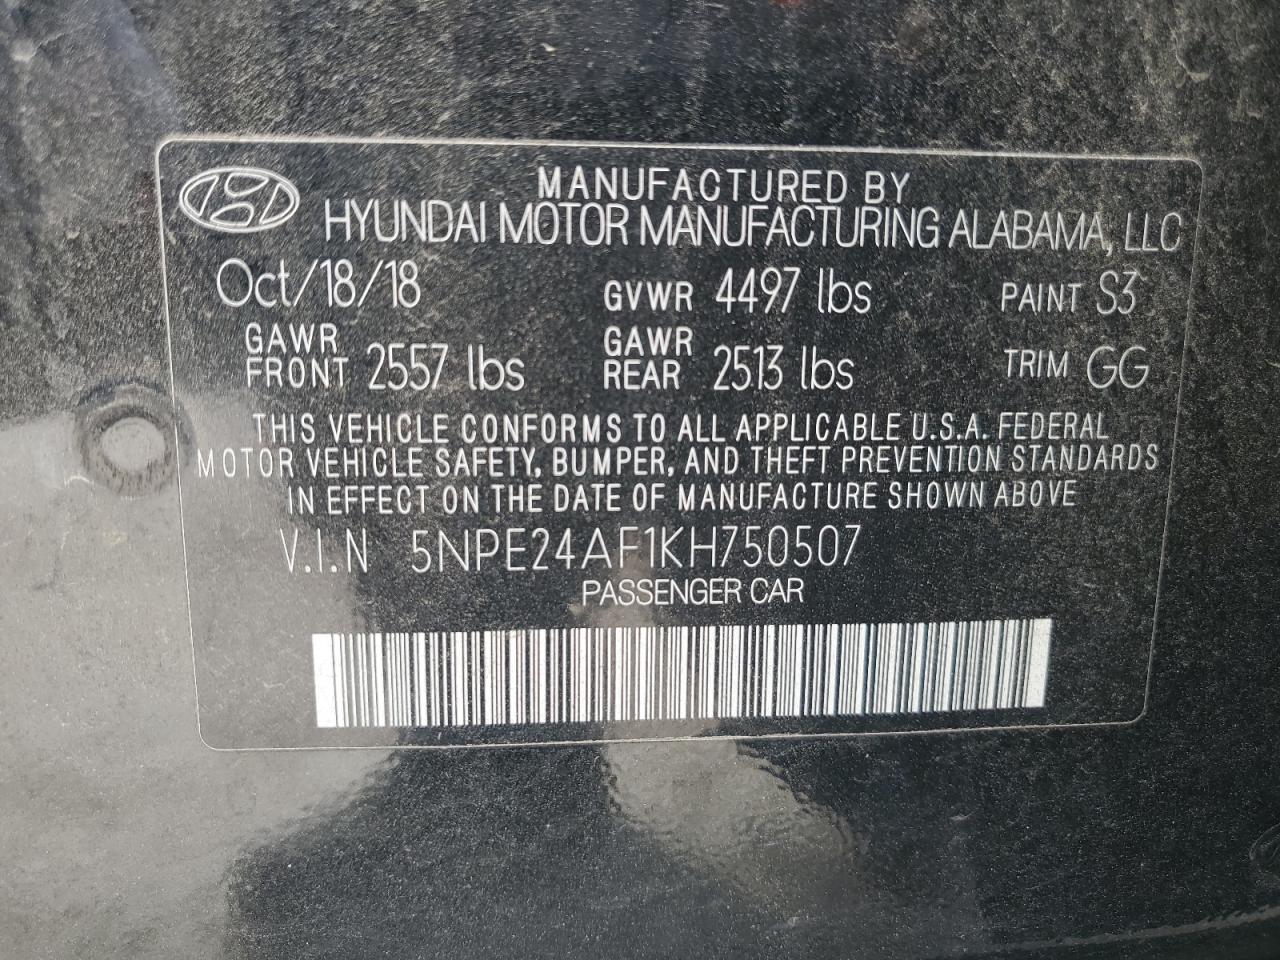 MANUFACTURED BY
HYUNDAI MOTOR MANUFACTURING ALABAMA, LLC
Oct/18/18 GVWR 4497 lbs PAINT S3
GAWR FRONT 2557 lbs GAWR REAR 2513 lbs TRIM GG
THIS VEHICLE CONFORMS TO ALL APPLICABLE U.S.A. FEDERAL
MOTOR VEHICLE SAFETY, BUMPER, AND THEFT PREVENTION STANDARDS
IN EFFECT ON THE DATE OF MANUFACTURE SHOWN ABOVE
V.I.N 5NPE24AF1KH750507
PASSENGER CAR